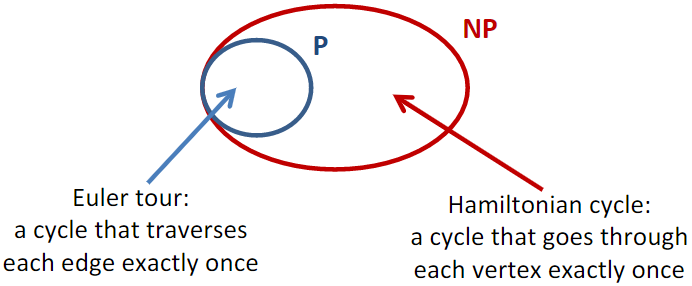 NP
P
Euler tour:
a cycle that traverses
each edge exactly once
Hamiltonian cycle:
a cycle that goes through
each vertex exactly once